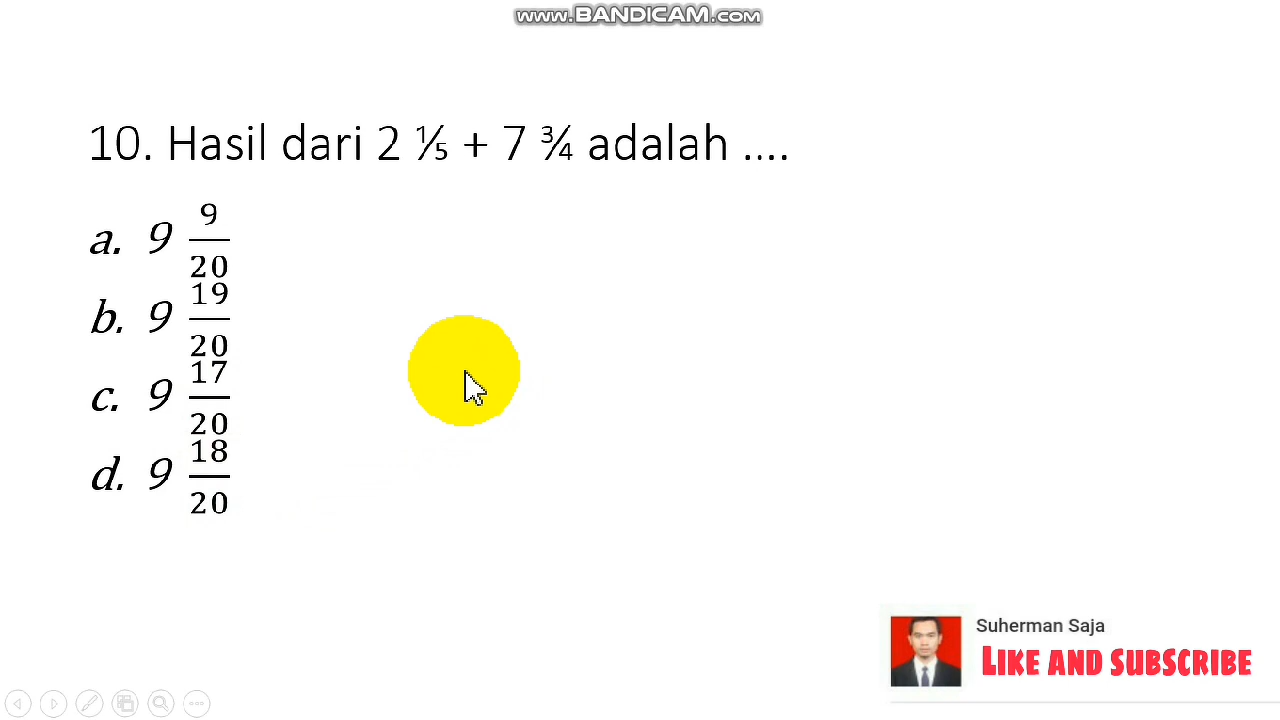 www.BANDICAM.com
10. Hasil dari 2 ⅕ + 7 ¾ adalah ....
a. 9 9/20
b. 9 19/20
c. 9 17/20
d. 9 18/20
Suherman Saja
LIKE AND SUBSCRIBE